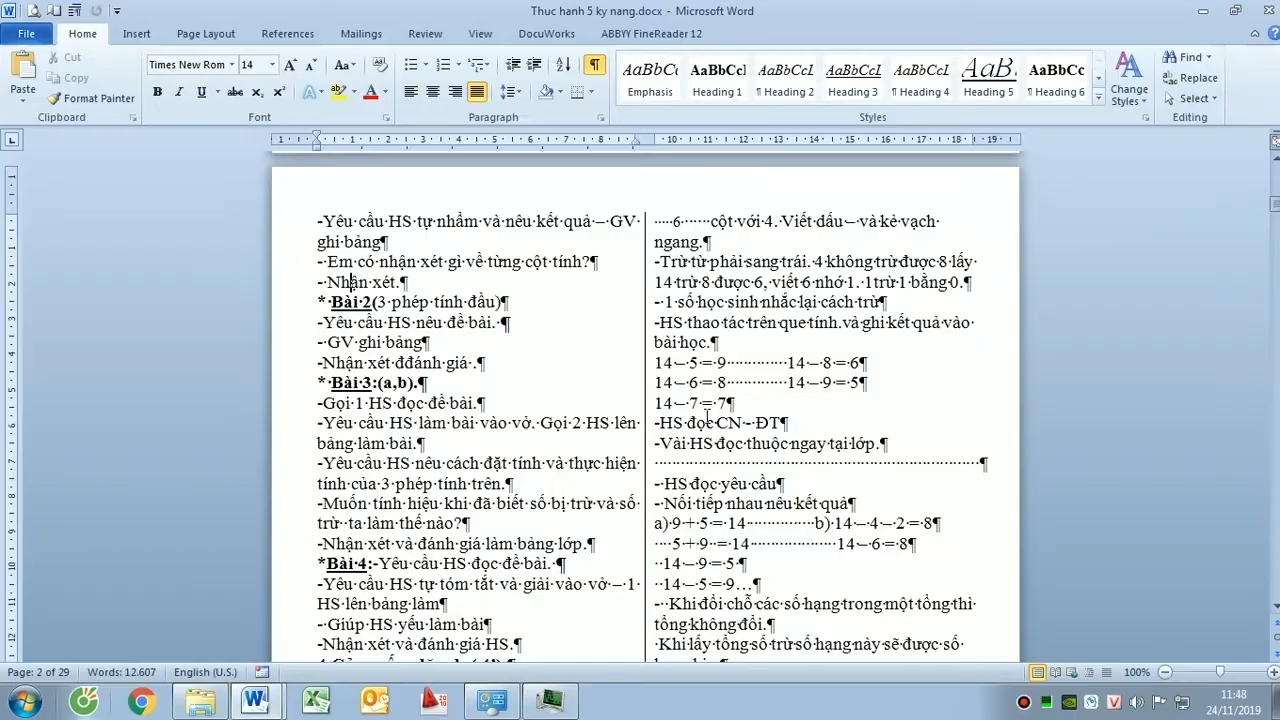 Thuc hanh 5 ky nang.docx - Microsoft Word
File Home Insert Page Layout References Mailings Review View DocuWorks ABBYY FineReader 12
Paste
Cut
Copy
Format Painter
Clipboard
Times New Rom 14
Font
Paragraph
AaBbC AaBbCcI AaBbCcL AaBbCcL AaBbCcL AaB AaBbCc
Emphasis Heading 1 ¶ Heading 2 Heading 3 ¶ Heading 4 Heading 5 ¶ Heading 6
Change Styles
Styles
Find
Replace
Select
Editing
-Yêu cầu HS tự nhẩm và nêu kết quả – GV
ghi bảng¶
- Em có nhận xét gì về từng cột tính?¶
- Nhận xét.¶
* Bài 2(3 phép tính đầu)¶
-Yêu cầu HS nêu đề bài. ¶
- GV ghi bảng¶
-Nhận xét đđánh giá .¶
* Bài 3:(a,b).¶
-Gọi 1 HS đọc đề bài.¶
-Yêu cầu HS làm bài vào vở. Gọi 2 HS lên
bảng làm bài.¶
-Yêu cầu HS nêu cách đặt tính và thực hiện
tính của 3 phép tính trên.¶
-Muốn tính hiệu khi đã biết số bị trừ và số
trừ ta làm thế nào?¶
-Nhận xét và đánh giá làm bảng lớp.¶
*Bài 4:-Yêu cầu HS đọc đề bài. ¶
-Yêu cầu HS tự tóm tắt và giải vào vở – 1
HS lên bảng làm¶
- Giúp HS yếu làm bài¶
-Nhận xét và đánh giá HS.¶
6 cột với 4. Viết dấu – và kẻ vạch
ngang.¶
-Trừ từ phải sang trái. 4 không trừ được 8 lấy
14 trừ 8 được 6, viết 6 nhớ 1. 1trừ 1 bằng 0.¶
- 1 số học sinh nhắc lại cách trừ¶
-HS thao tác trên que tính.và ghi kết quả vào
bài học.¶
14 – 5 = 9 14 – 8 = 6¶
14 – 6 = 8 14 – 9 = 5¶
14 – 7 = 7¶
-HS đọc CN - ĐT¶
-Vài HS đọc thuộc ngay tại lớp.¶
¶
- HS đọc yêu cầu¶
- Nối tiếp nhau nêu kết quả¶
a) 9 + 5 = 14 b) 14 – 4 – 2 = 8¶
5 + 9 = 14 14 – 6 = 8¶
14 – 9 = 5 ¶
14 – 5 = 9…¶
- Khi đổi chỗ các số hạng trong một tổng thì
tổng không đổi.¶
Khi lấy tổng số trừ số hạng này sẽ được số
Page: 2 of 29 Words: 12.607 English (U.S.) 100%
11:48
24/11/2019